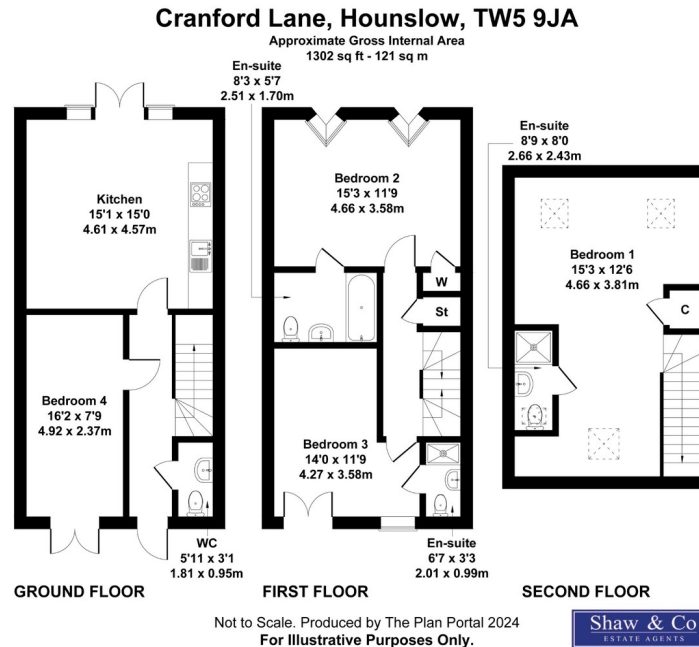 Cranford Lane, Hounslow, TW5 9JA
Approximate Gross Internal Area
1302 sq ft - 121 sq m
En-suite
8'3 x 5'7
2.51 x 1.70m
Kitchen
15'1 x 15'0
4.61 x 4.57m
Bedroom 4
16'2 x 7'9
4.92 x 2.37m
WC
5'11 x 3'1
1.81 x 0.95m
GROUND FLOOR
Bedroom 2
15'3 x 11'9
4.66 x 3.58m
W
St
Bedroom 3
14'0 x 11'9
4.27 x 3.58m
En-suite
6'7 x 3'3
2.01 x 0.99m
FIRST FLOOR
En-suite
8'9 x 8'0
2.66 x 2.43m
Bedroom 1
15'3 x 12'6
4.66 x 3.81m
C
SECOND FLOOR
Not to Scale. Produced by The Plan Portal 2024
For Illustrative Purposes Only.
Shaw & Co
ESTATE AGENTS